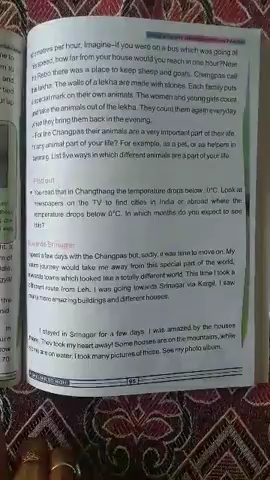 kilometers per hour. Imagine–if you were on a bus which was going at
this speed, how far from your house would you reach in one hour? Near
the Rebo there was a place to keep sheep and goats. Changpas call
this lekha. The walls of a lekha are made with stones. Each family puts
a special mark on their own animals. The women and young girls count
and take the animals out of the lekha. They count them again everyday
when they bring them back in the evening.
For the Changpas their animals are a very important part of their life.
Is any animal part of your life? For example, as a pet, or as helpers in
farming. List five ways in which different animals are a part of your life.
Find out
You read that in Changthang the temperature drops below 0°C. Look at
newspapers on the TV to find cities in India or abroad where the
temperature drops below 0°C. In which months do you expect to see
this?
Towards Srinagar
spent a few days with the Changpas but, sadly, it was time to move on. My
return journey would take me away from this special part of the world,
towards towns which looked like a totally different world. This time I took a
different route from Leh. I was going towards Srinagar via Kargil. I saw
many more amazing buildings and different houses.
I stayed in Srinagar for a few days. I was amazed by the houses
there. They took my heart away! Some houses are on the mountains, while
are on water. I took many pictures of these. See my photo album.